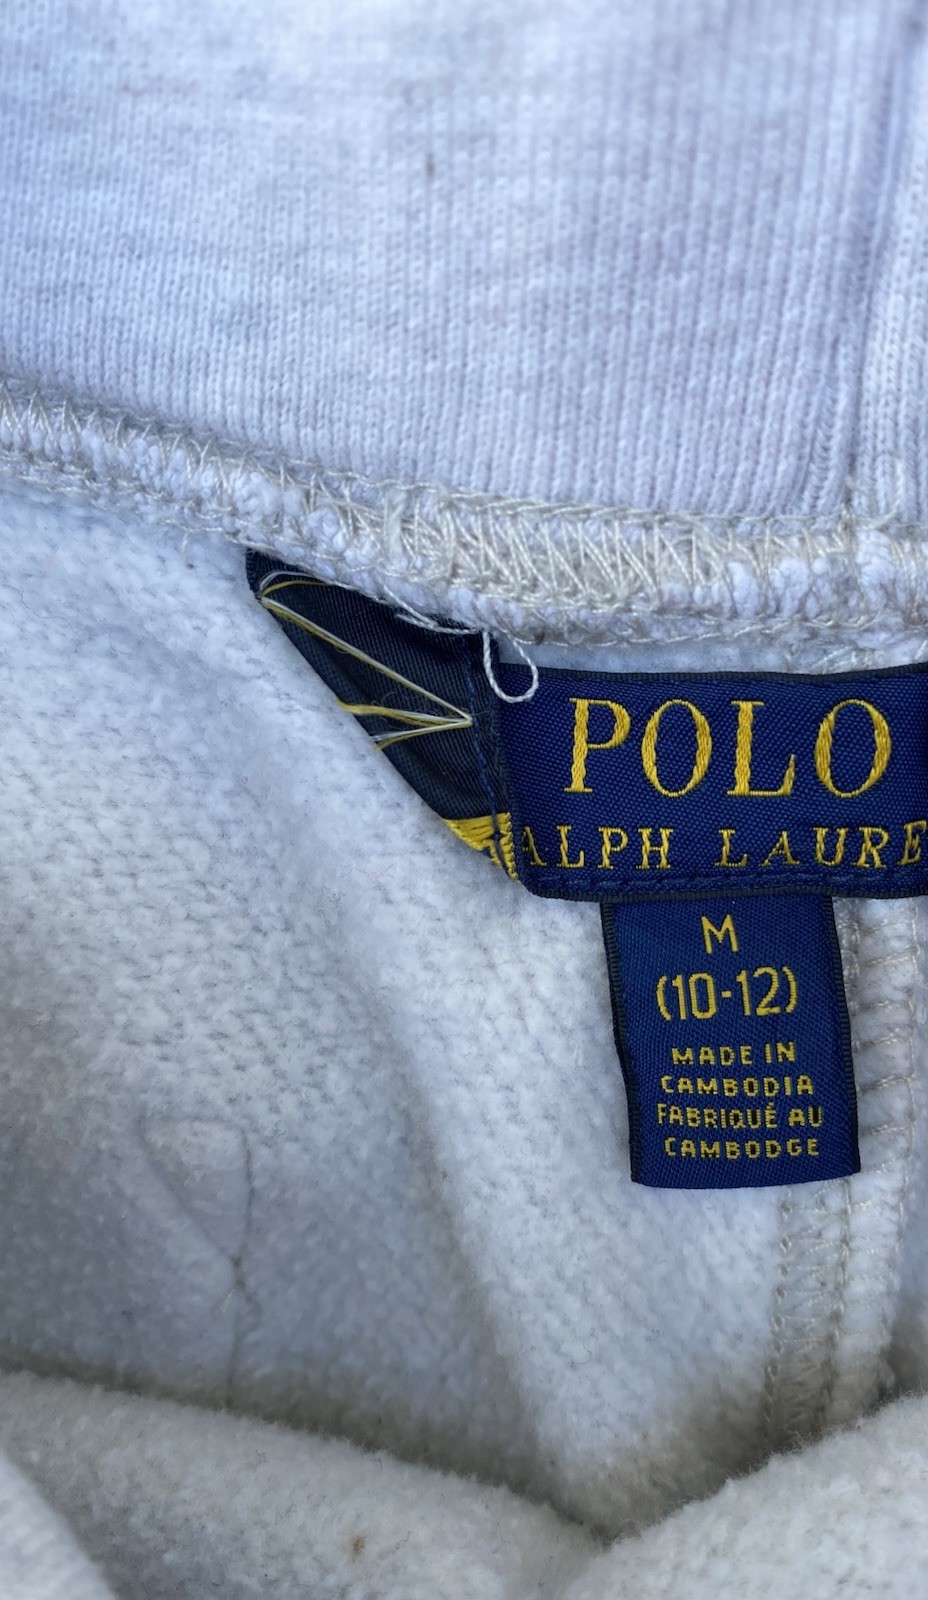 POLO
ALPH LAURE
M
(10-12)
MADE IN
CAMBODIA
FABRIQUÉ AU
CAMBODGE